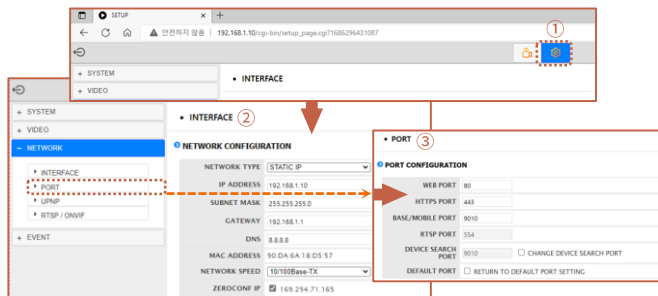 SETUP
안전하지 않음 192.168.1.10/cgi-bin/setup_page.cgi?1686296431087
①
+ SYSTEM
+ VIDEO
• INTERFACE
+ SYSTEM
+ VIDEO
− NETWORK
INTERFACE
PORT
UPNP
RTSP / ONVIF
+ EVENT
• INTERFACE ②
NETWORK CONFIGURATION
NETWORK TYPE STATIC IP
IP ADDRESS 192.168.1.10
SUBNET MASK 255.255.255.0
GATEWAY 192.168.1.1
DNS 8.8.8.8
MAC ADDRESS 90:DA:6A:18:D5:57
NETWORK SPEED 10/100Base-TX
ZEROCONF IP 169.254.71.165
• PORT ③
PORT CONFIGURATION
WEB PORT 80
HTTPS PORT 443
BASE/MOBILE PORT 9010
RTSP PORT 554
DEVICE SEARCH PORT 9010 CHANGE DEVICE SEARCH PORT
DEFAULT PORT RETURN TO DEFAULT PORT SETTING